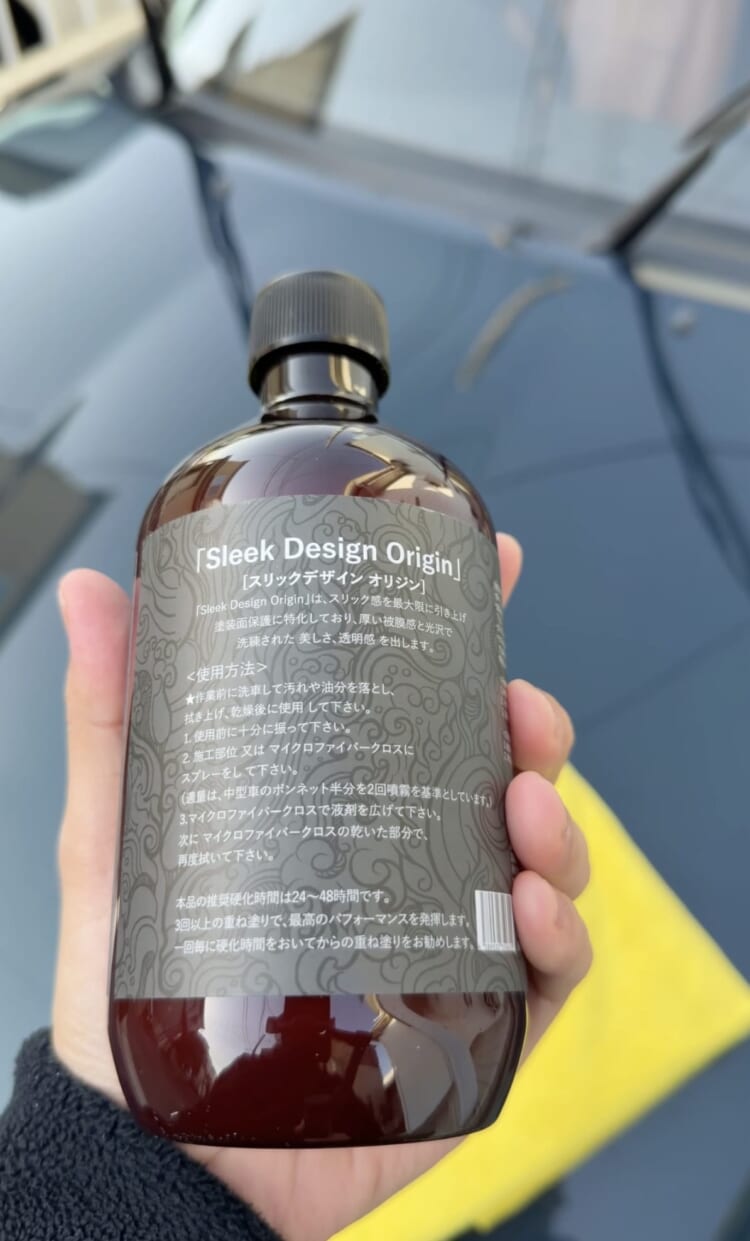 「Sleek Design Origin」
[スリックデザイン オリジン]
「Sleek Design Origin」は、スリック感を最大限に引き上げ
塗装面保護に特化しており、厚い被膜感と光沢で
洗練された 美しさ、透明感 を出します。
<使用方法>
★作業前に洗車して汚れや油分を落とし、
拭き上げ、乾燥後に使用 して下さい。
1. 使用前に十分に振って下さい。
2. 施工部位 又は マイクロファイバークロスに
スプレーをして下さい。
(適量は、中型車のボンネット半分を2回噴霧を基準としています。)
3.マイクロファイバークロスで液剤を広げて下さい。
次に マイクロファイバークロスの乾いた部分で、
再度拭いて下さい。
本品の推奨硬化時間は24〜48時間です。
3回以上の重ね塗りで、最高のパフォーマンスを発揮します。
一回毎に硬化時間をおいてからの重ね塗りをお勧めします。